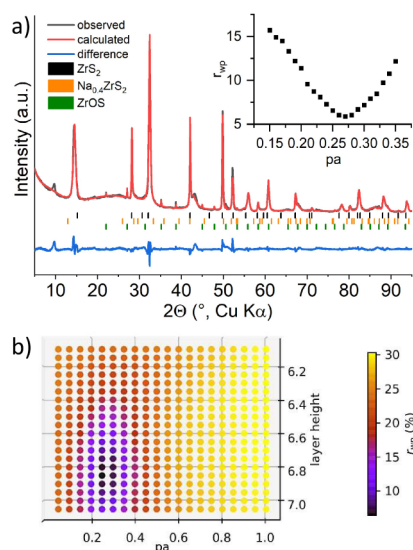 a)
observed
calculated
difference
ZrS₂
Na₀.₄ZrS₂
ZrOS
Intensity (a.u.)
10 20 30 40 50 60 70 80 90
2Θ (°, Cu Kα)
r_wp
15
10
5
0.15 0.20 0.25 0.30 0.35
pa
b)
6.2
6.4
6.6
6.8
7.0
layer height
0.2 0.4 0.6 0.8 1.0
pa
30
25
20
15
10
r_wp (%)